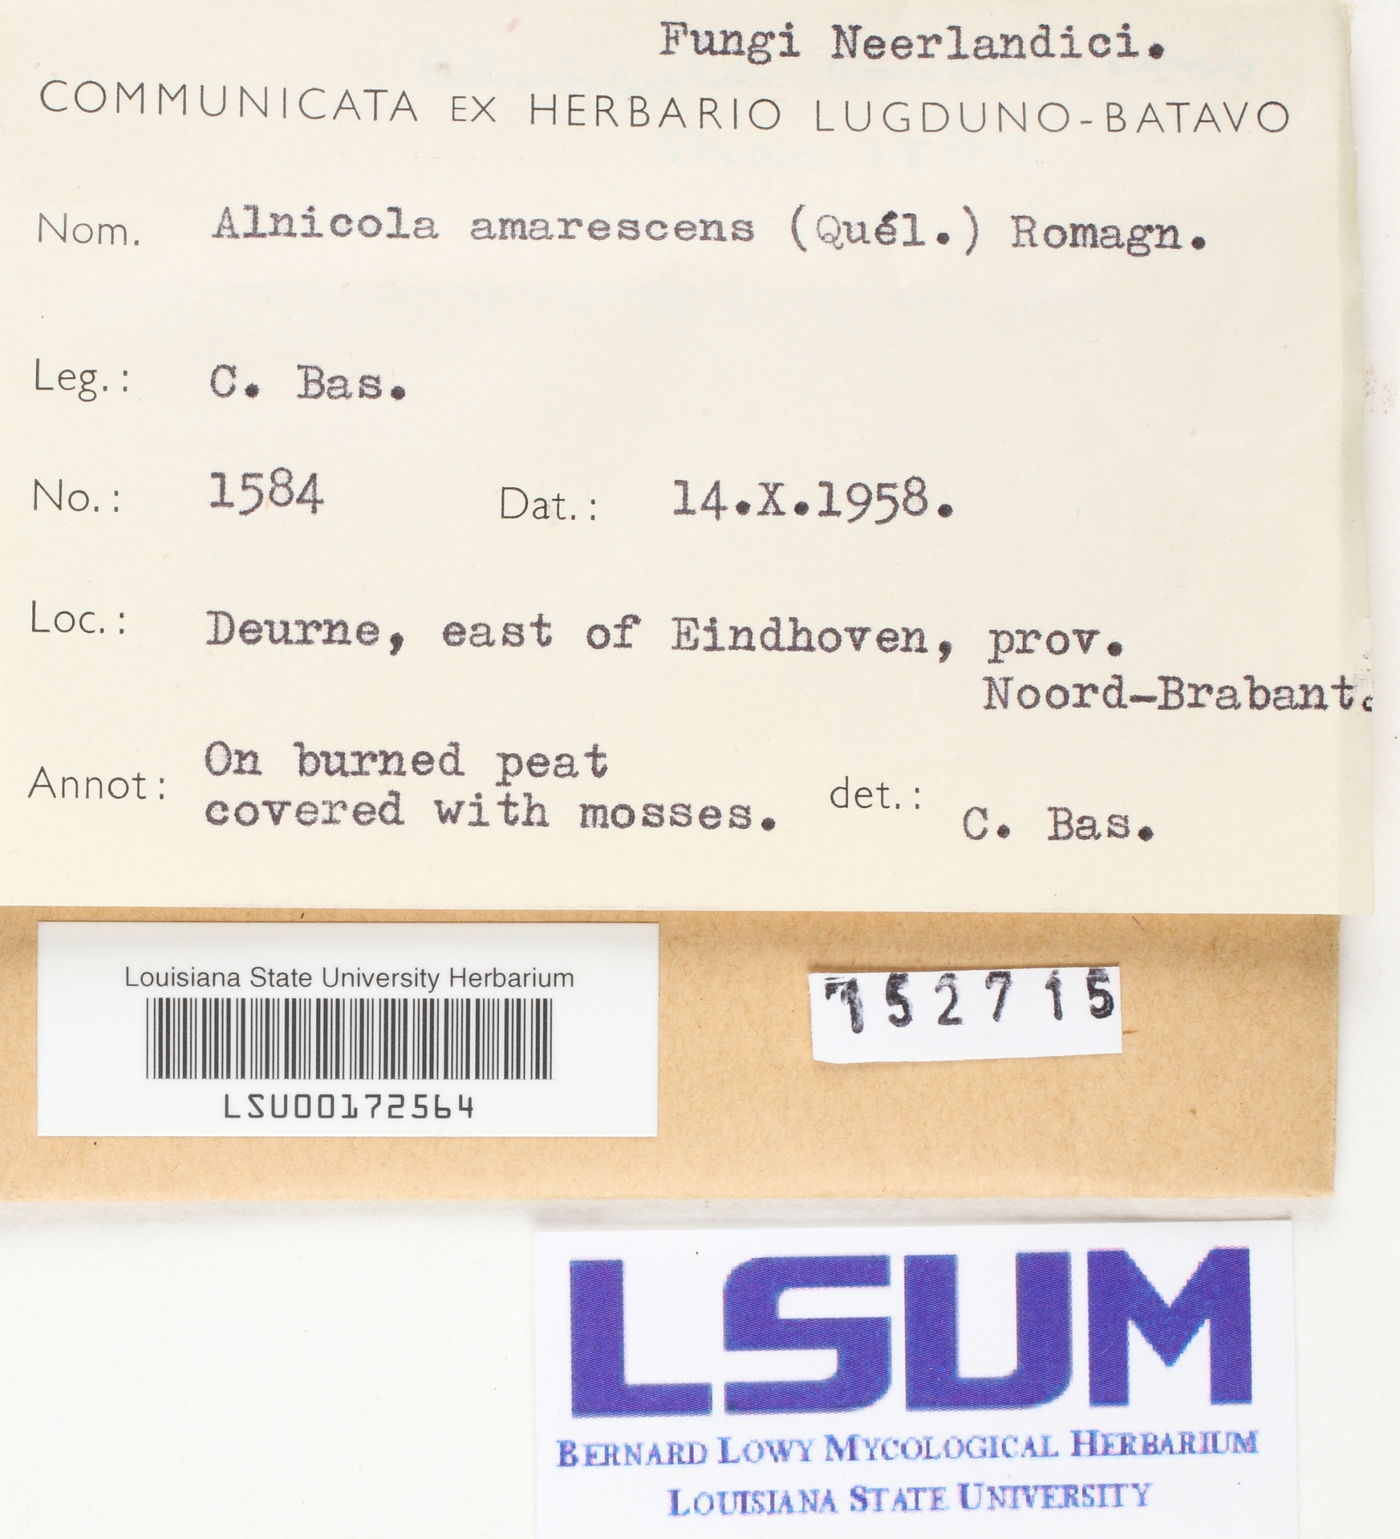 Fungi Neerlandici.
COMMUNICATA EX HERBARIO LUGDUNO-BATAVO
Nom. Alnicola amarescens (Quél.) Romagn.
Leg.: C. Bas.
No.: 1584 Dat.: 14.X.1958.
Loc.: Deurne, east of Eindhoven, prov.
Noord-Brabant.
Annot: On burned peat
covered with mosses. det.: C. Bas.
Louisiana State University Herbarium
LSU00172564
152715
LSUM
BERNARD LOWY MYCOLOGICAL HERBARIUM
LOUISIANA STATE UNIVERSITY